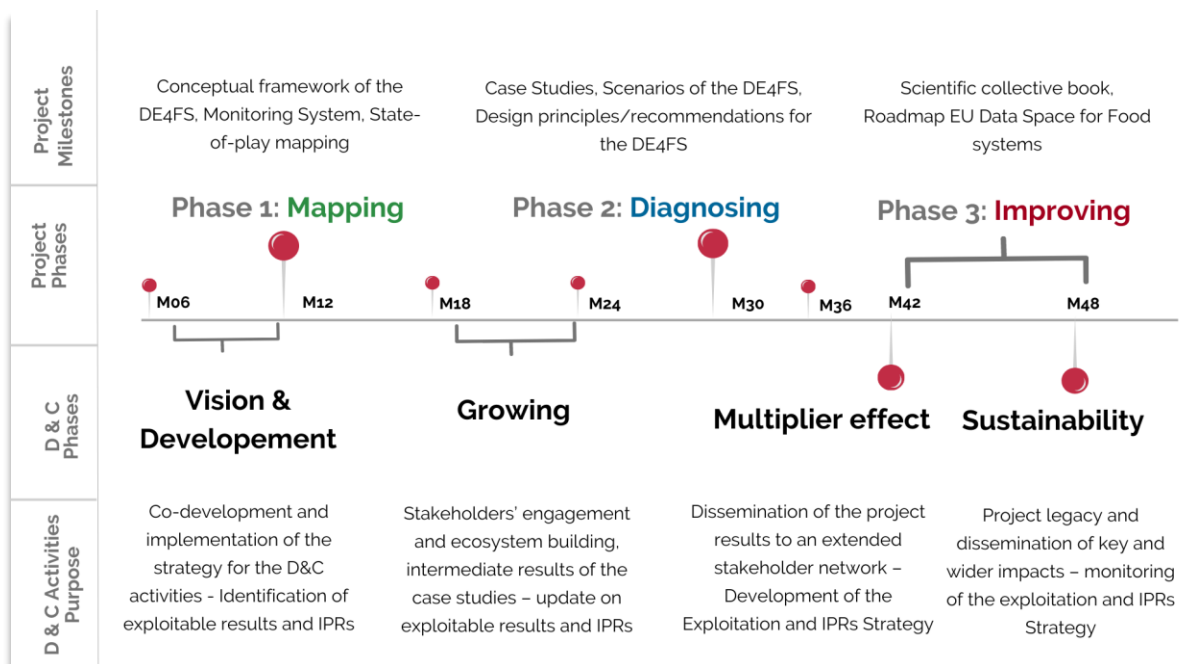 Project
Milestones
Conceptual framework of the
DE4FS, Monitoring System, State-
of-play mapping
Case Studies, Scenarios of the DE4FS,
Design principles/recommendations for
the DE4FS
Scientific collective book,
Roadmap EU Data Space for Food
systems
Project
Phases
Phase 1: Mapping
Phase 2: Diagnosing
Phase 3: Improving
M06
M12
M18
M24
M30
M36
M42
M48
D & C
Phases
Vision &
Developement
Growing
Multiplier effect
Sustainability
D & C Activities
Purpose
Co-development and
implementation of the
strategy for the D&C
activities - Identification of
exploitable results and IPRs
Stakeholders' engagement
and ecosystem building,
intermediate results of the
case studies – update on
exploitable results and IPRs
Dissemination of the project
results to an extended
stakeholder network –
Development of the
Exploitation and IPRs Strategy
Project legacy and
dissemination of key and
wider impacts – monitoring
of the exploitation and IPRs
Strategy